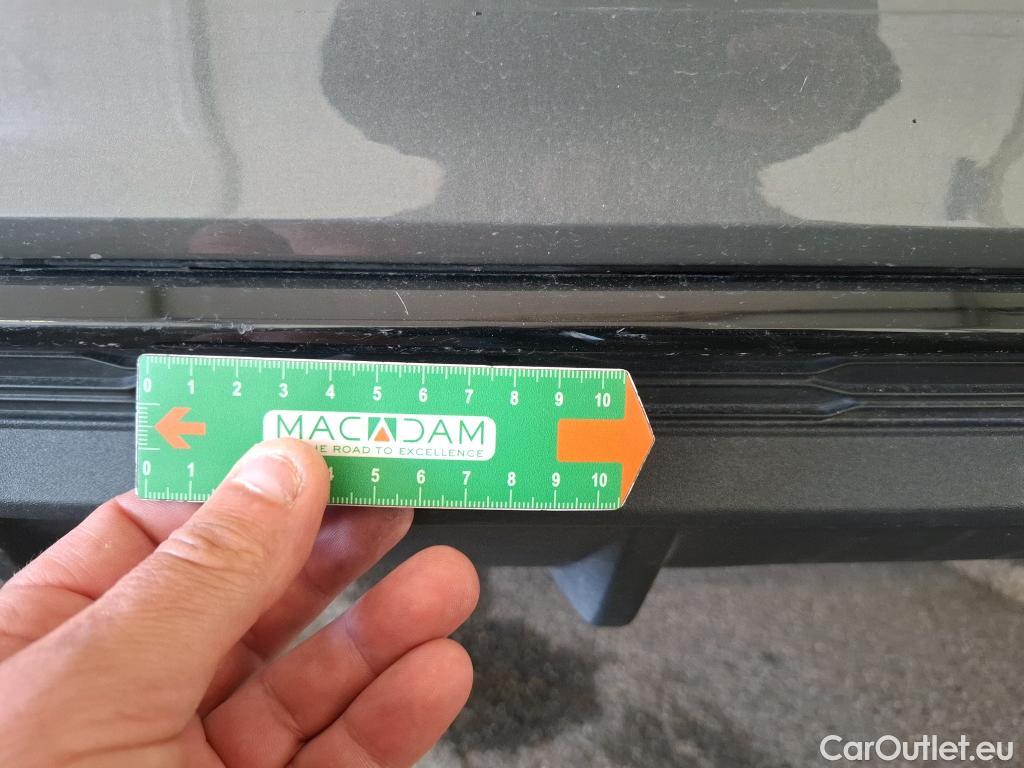 0 1 2 3 4 5 6 7 8 9 10
MACADAM
HE ROAD TO EXCELLENCE
0 1 4 5 6 7 8 9 10
CarOutlet.eu